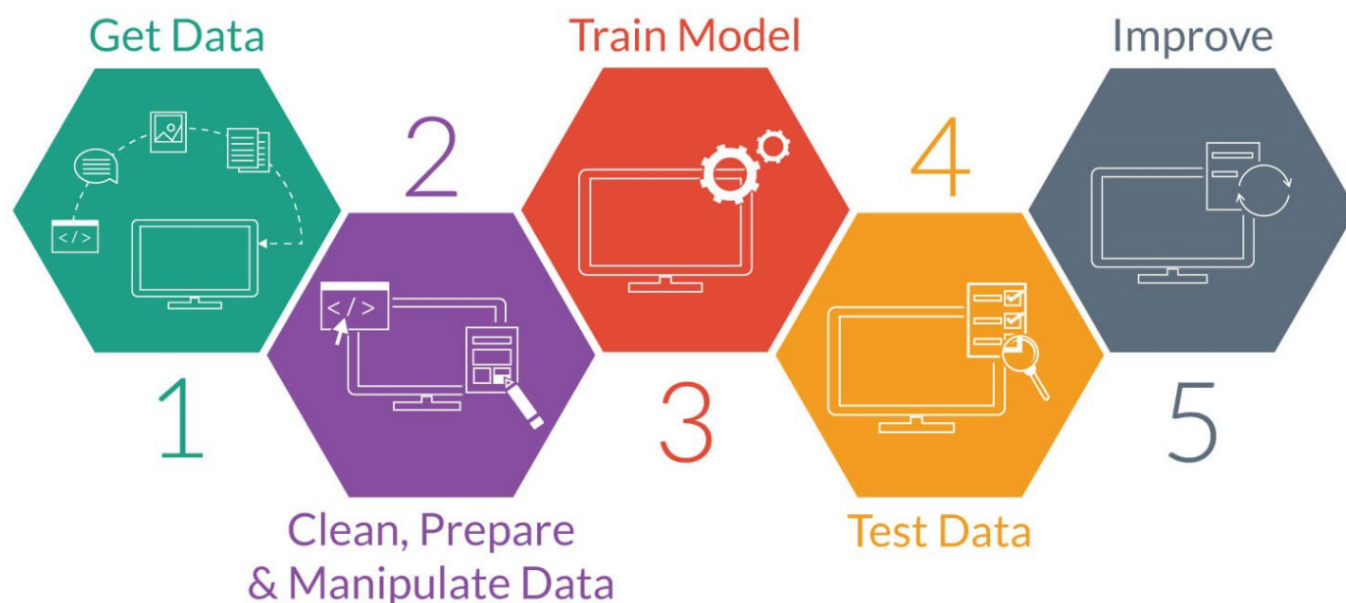 Get Data
1
2
Clean, Prepare
& Manipulate Data
Train Model
3
4
Test Data
Improve
5
</ >
</ >